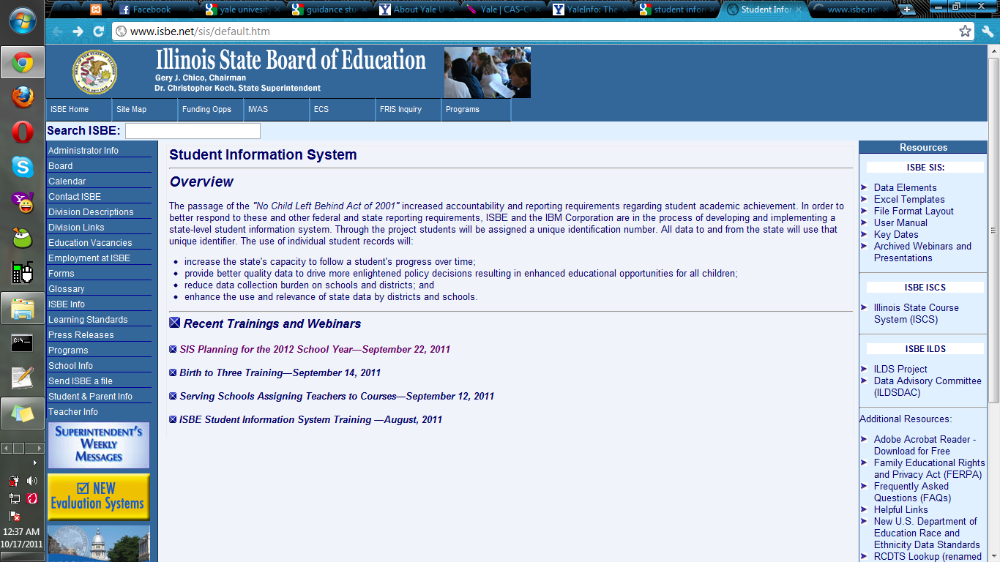 Facebook
yale univesity
guidance stu
About Yale U
Yale | CAS-C
YaleInfo: The
student infor
Student Infor
www.isbe.ne
www.isbe.net/sis/default.htm
Illinois State Board of Education
Gery J. Chico, Chairman
Dr. Christopher Koch, State Superintendent
ISBE Home
Site Map
Funding Opps
IWAS
ECS
FRIS Inquiry
Programs
Search ISBE:
Administrator Info
Board
Calendar
Contact ISBE
Division Descriptions
Division Links
Education Vacancies
Employment at ISBE
Forms
Glossary
ISBE Info
Learning Standards
Press Releases
Programs
School Info
Send ISBE a file
Student & Parent Info
Teacher Info
SUPERINTENDENT'S
WEEKLY
MESSAGES
NEW
Evaluation Systems
Student Information System
Overview
The passage of the "No Child Left Behind Act of 2001" increased accountability and reporting requirements regarding student academic achievement. In order to
better respond to these and other federal and state reporting requirements, ISBE and the IBM Corporation are in the process of developing and implementing a
state-level student information system. Through the project students will be assigned a unique identification number. All data to and from the state will use that
unique identifier. The use of individual student records will:
increase the state's capacity to follow a student's progress over time;
provide better quality data to drive more enlightened policy decisions resulting in enhanced educational opportunities for all children;
reduce data collection burden on schools and districts; and
enhance the use and relevance of state data by districts and schools.
Recent Trainings and Webinars
SIS Planning for the 2012 School Year—September 22, 2011
Birth to Three Training—September 14, 2011
Serving Schools Assigning Teachers to Courses—September 12, 2011
ISBE Student Information System Training —August, 2011
Resources
ISBE SIS:
Data Elements
Excel Templates
File Format Layout
User Manual
Key Dates
Archived Webinars and
Presentations
ISBE ISCS
Illinois State Course
System (ISCS)
ISBE ILDS
ILDS Project
Data Advisory Committee
(ILDSDAC)
Additional Resources:
Adobe Acrobat Reader -
Download for Free
Family Educational Rights
and Privacy Act (FERPA)
Frequently Asked
Questions (FAQs)
Helpful Links
New U.S. Department of
Education Race and
Ethnicity Data Standards
RCDTS Lookup (renamed
12:37 AM
10/17/2011